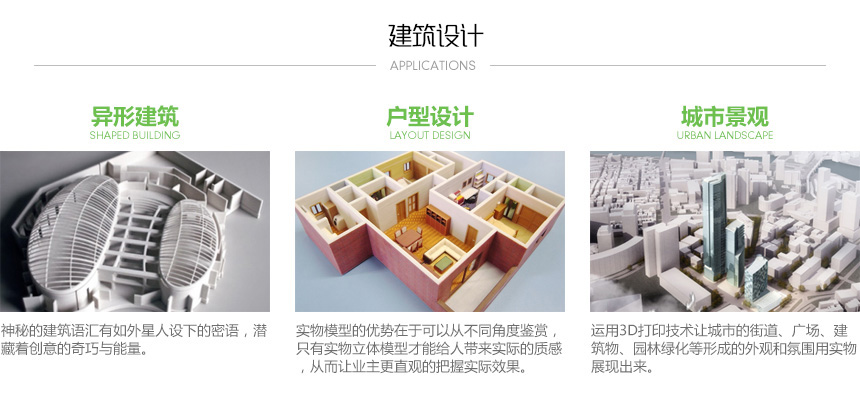 建筑设计
APPLICATIONS
异形建筑
SHAPED BUILDING
神秘的建筑语汇有如外星人设下的密语，潜
藏着创意的奇巧与能量。
户型设计
LAYOUT DESIGN
实物模型的优势在于可以从不同角度鉴赏，
只有实物立体模型才能给人带来实际的质感
，从而让业主更直观的把握实际效果。
城市景观
URBAN LANDSCAPE
运用3D打印技术让城市的街道、广场、建
筑物、园林绿化等形成的外观和氛围用实物
展现出来。